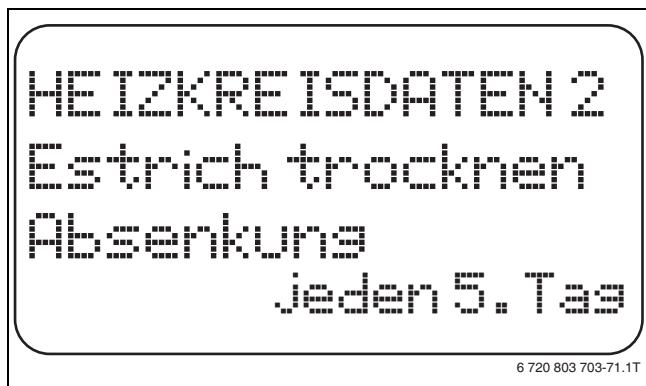 HEIZKREISDATEN 2
Estrich trocknen
Absenkung
jeden 5. Tag
6 720 803 703-71.1T